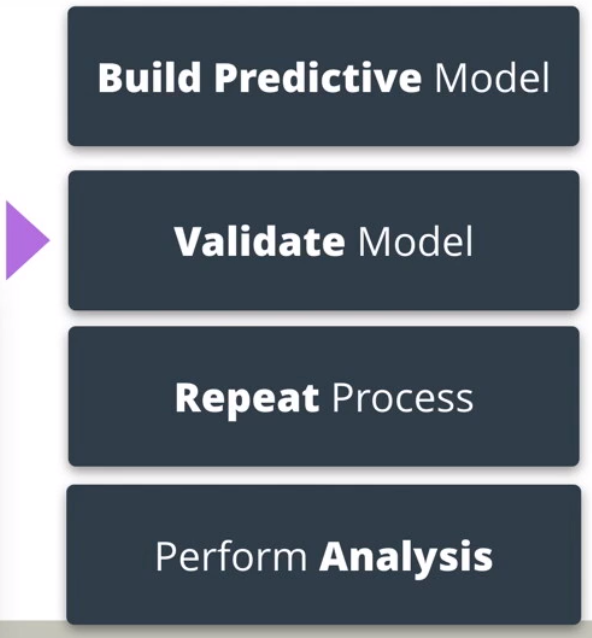 Build Predictive Model
Validate Model
Repeat Process
Perform Analysis